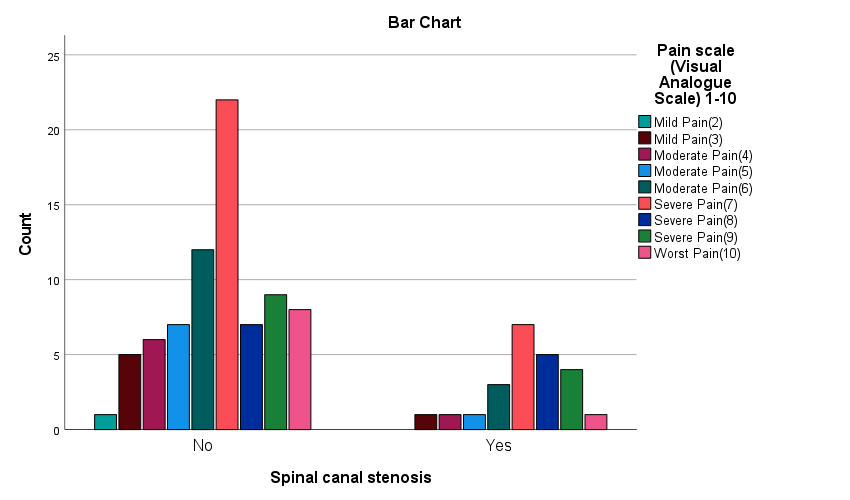 Bar Chart
25
20
15
10
5
0
Count
No
Yes
Spinal canal stenosis
Pain scale
(Visual
Analogue
Scale) 1-10
Mild Pain(2)
Mild Pain(3)
Moderate Pain(4)
Moderate Pain(5)
Moderate Pain(6)
Severe Pain(7)
Severe Pain(8)
Severe Pain(9)
Worst Pain(10)